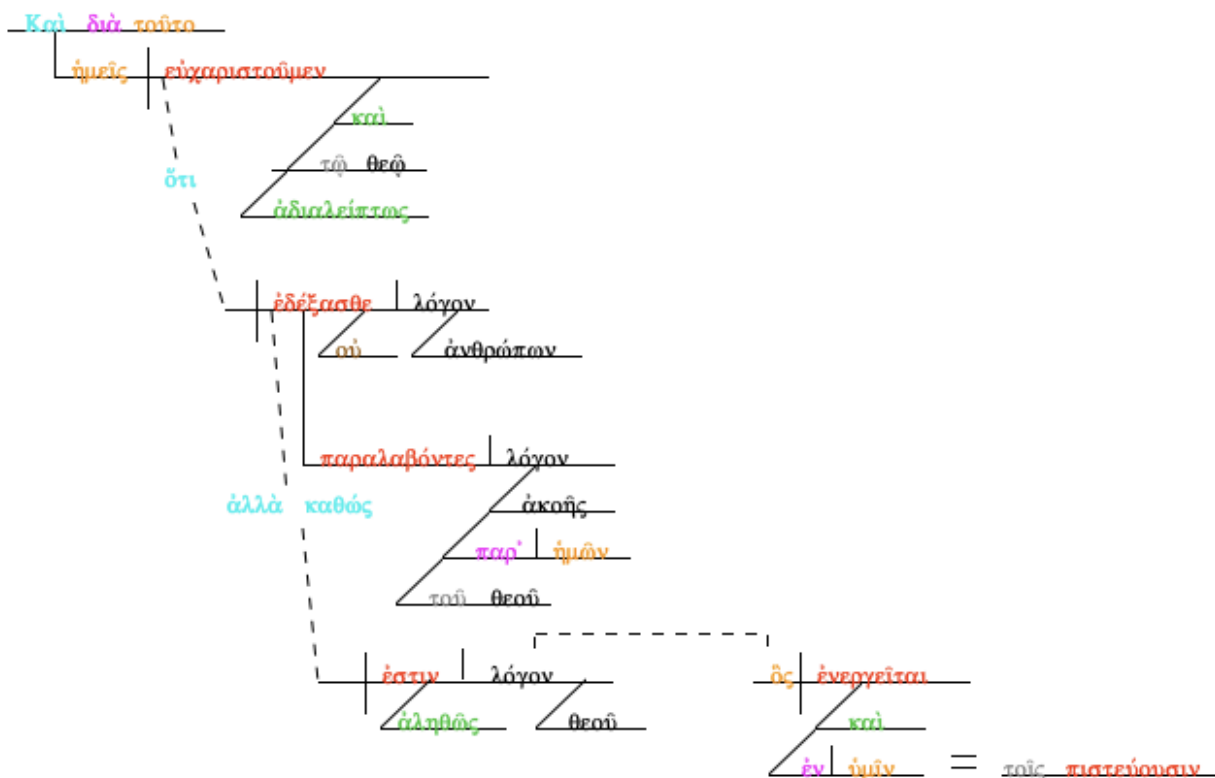 Καὶ διὰ τοῦτο
ἡμεῖς εὐχαριστοῦμεν
καὶ
ὅτι τῷ θεῷ
ἀδιαλείπτως
ἐδέξασθε λόγον
οὐ ἀνθρώπων
παραλαβόντες λόγον
ἀλλὰ καθώς ἀκοῆς
παρ᾽ ἡμῶν
τοῦ θεοῦ
ἐστιν λόγον ὃς ἐνεργεῖται
ἀληθῶς θεοῦ καὶ
ἐν ὑμῖν = τοῖς πιστεύουσιν